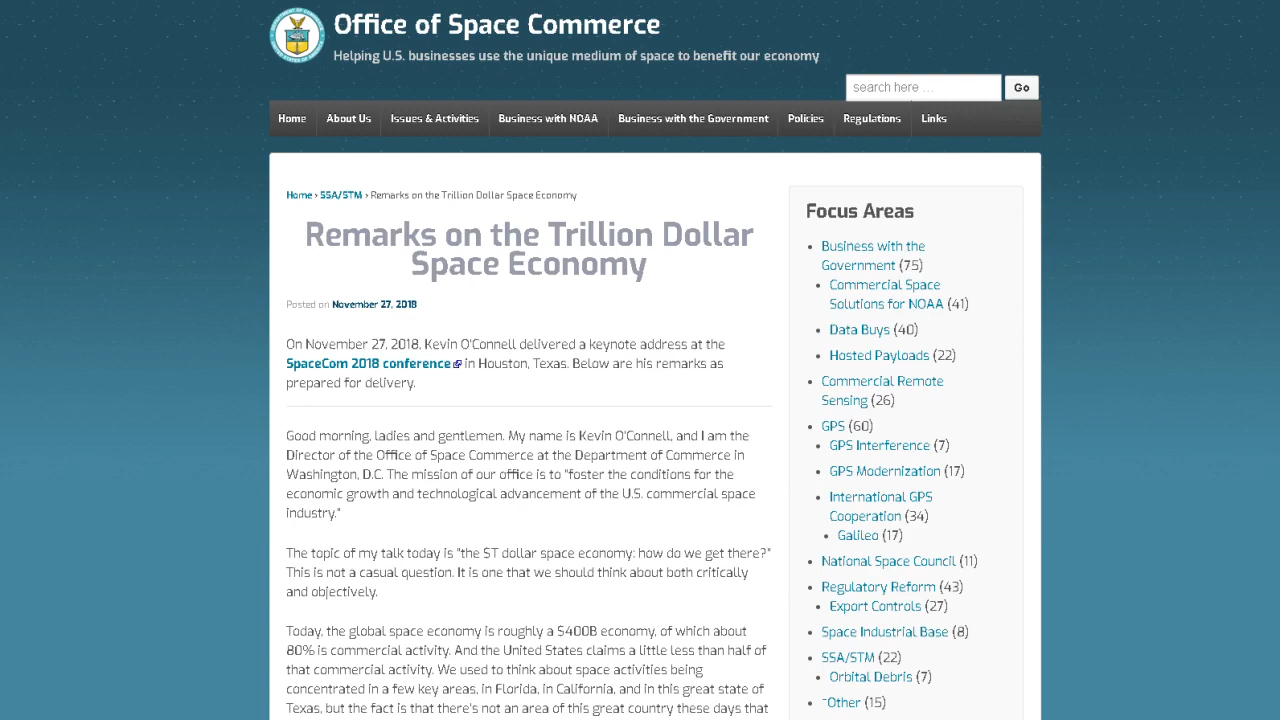 Office of Space Commerce
Helping U.S. businesses use the unique medium of space to benefit our economy
search here ...
Go
Home
About Us
Issues & Activities
Business with NOAA
Business with the Government
Policies
Regulations
Links
Home › SSA/STM › Remarks on the Trillion Dollar Space Economy
Remarks on the Trillion Dollar
Space Economy
Posted on November 27, 2018
On November 27, 2018, Kevin O'Connell delivered a keynote address at the
SpaceCom 2018 conference in Houston, Texas. Below are his remarks as
prepared for delivery.
Good morning, ladies and gentlemen. My name is Kevin O'Connell, and I am the
Director of the Office of Space Commerce at the Department of Commerce in
Washington, D.C. The mission of our office is to "foster the conditions for the
economic growth and technological advancement of the U.S. commercial space
industry."
The topic of my talk today is "the $T dollar space economy: how do we get there?"
This is not a casual question. It is one that we should think about both critically
and objectively.
Today, the global space economy is roughly a $400B economy, of which about
80% is commercial activity. And the United States claims a little less than half of
that commercial activity. We used to think about space activities being
concentrated in a few key areas, in Florida, in California, and in this great state of
Texas, but the fact is that there's not an area of this great country these days that
Focus Areas
Business with the
Government (75)
Commercial Space
Solutions for NOAA (41)
Data Buys (40)
Hosted Payloads (22)
Commercial Remote
Sensing (26)
GPS (60)
GPS Interference (7)
GPS Modernization (17)
International GPS
Cooperation (34)
Galileo (17)
National Space Council (11)
Regulatory Reform (43)
Export Controls (27)
Space Industrial Base (8)
SSA/STM (22)
Orbital Debris (7)
~Other (15)